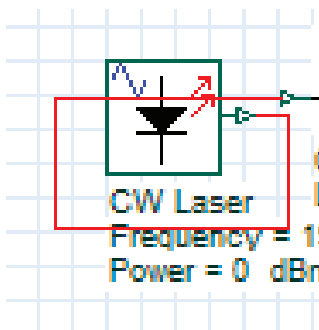 CW Laser
Frequency = 1
Power = 0 dBm